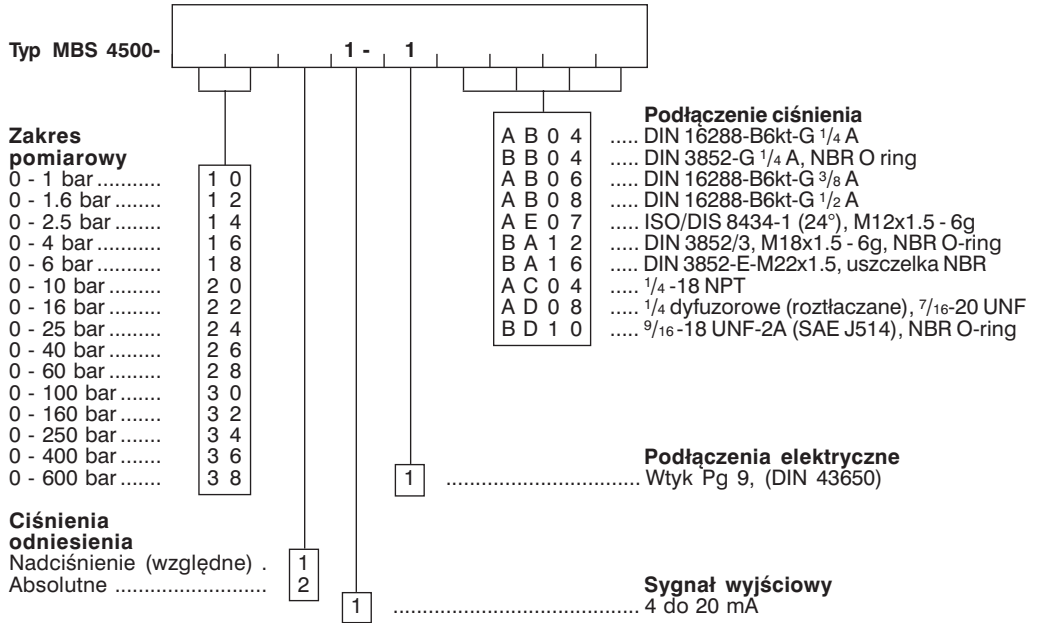 Typ MBS 4500- 1 - 1
Podłączenie ciśnienia
A B 0 4 ..... DIN 16288-B6kt-G 1/4 A
B B 0 4 ..... DIN 3852-G 1/4 A, NBR O ring
A B 0 6 ..... DIN 16288-B6kt-G 3/8 A
A B 0 8 ..... DIN 16288-B6kt-G 1/2 A
A E 0 7 ..... ISO/DIS 8434-1 (24°), M12x1.5 - 6g
B A 1 2 ..... DIN 3852/3, M18x1.5 - 6g, NBR O-ring
B A 1 6 ..... DIN 3852-E-M22x1.5, uszczelka NBR
A C 0 4 ..... 1/4 -18 NPT
A D 0 8 ..... 1/4 dyfuzorowe (roztłaczane), 7/16-20 UNF
B D 1 0 ..... 9/16 -18 UNF-2A (SAE J514), NBR O-ring
Zakres
pomiarowy
0 - 1 bar ........... 1 0
0 - 1.6 bar ........ 1 2
0 - 2.5 bar ........ 1 4
0 - 4 bar ........... 1 6
0 - 6 bar ........... 1 8
0 - 10 bar ......... 2 0
0 - 16 bar ......... 2 2
0 - 25 bar ......... 2 4
0 - 40 bar ......... 2 6
0 - 60 bar ......... 2 8
0 - 100 bar ....... 3 0
0 - 160 bar ....... 3 2
0 - 250 bar ....... 3 4
0 - 400 bar ....... 3 6
0 - 600 bar ....... 3 8
Podłączenia elektryczne
1 ................................. Wtyk Pg 9, (DIN 43650)
Ciśnienia
odniesienia
Nadciśnienie (względne) . 1
Absolutne .......................... 2
Sygnał wyjściowy
1 .......................................... 4 do 20 mA